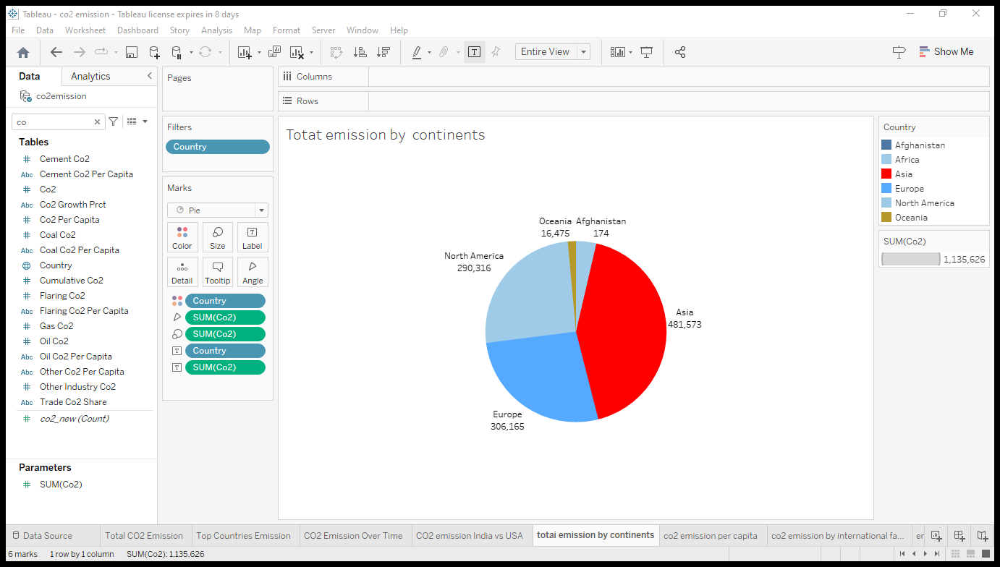 Tableau - co2 emission - Tableau license expires in 8 days
File Data Worksheet Dashboard Story Analysis Map Format Server Window Help
Entire View
Show Me
Data Analytics
co2emission
co
Tables
# Cement Co2
Abc Cement Co2 Per Capita
# Co2
Abc Co2 Growth Prct
# Co2 Per Capita
# Coal Co2
Abc Coal Co2 Per Capita
Country
# Cumulative Co2
# Flaring Co2
Abc Flaring Co2 Per Capita
# Gas Co2
# Oil Co2
Abc Oil Co2 Per Capita
Abc Other Co2 Per Capita
# Other Industry Co2
Abc Trade Co2 Share
# co2_new (Count)
Parameters
# SUM(Co2)
Pages
Filters
Country
Marks
Pie
Color Size Label
Detail Tooltip Angle
Country
SUM(Co2)
SUM(Co2)
Country
SUM(Co2)
Columns
Rows
Totat emission by  continents
Oceania
16,475
Afghanistan
174
North America
290,316
Asia
481,573
Europe
306,165
Country
Afghanistan
Africa
Asia
Europe
North America
Oceania
SUM(Co2)
1,135,626
Data Source Total CO2 Emission Top Countries Emission CO2 Emission Over Time CO2 emission India vs USA totai emission by continents co2 emission per capita co2 emission by international fa... er
6 marks 1 row by 1 column SUM(Co2): 1,135,626